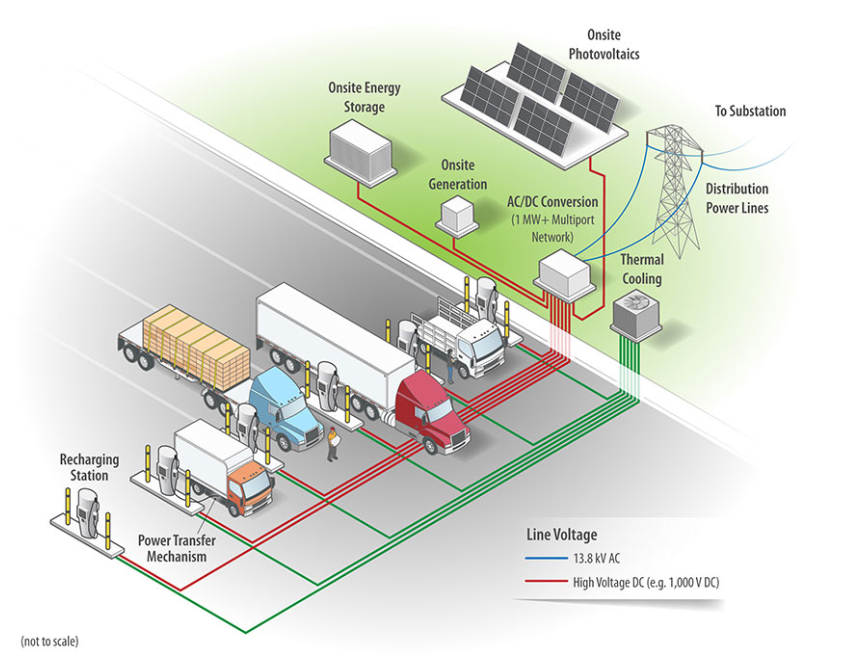 Onsite
Photovoltaics
Onsite Energy
Storage
To Substation
Onsite
Generation
AC/DC Conversion
(1 MW+ Multiport
Network)
Distribution
Power Lines
Thermal
Cooling
Recharging
Station
Power Transfer
Mechanism
Line Voltage
13.8 kV AC
High Voltage DC (e.g. 1,000 V DC)
(not to scale)